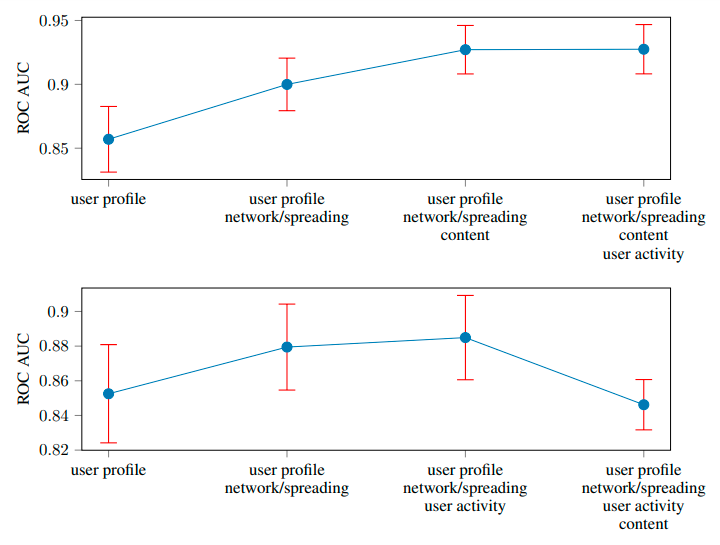 0.95
0.9
0.85
ROC AUC
user profile
user profile
network/spreading
user profile
network/spreading
content
user profile
network/spreading
content
user activity
0.9
0.88
0.86
0.84
0.82
ROC AUC
user profile
user profile
network/spreading
user profile
network/spreading
user activity
user profile
network/spreading
user activity
content